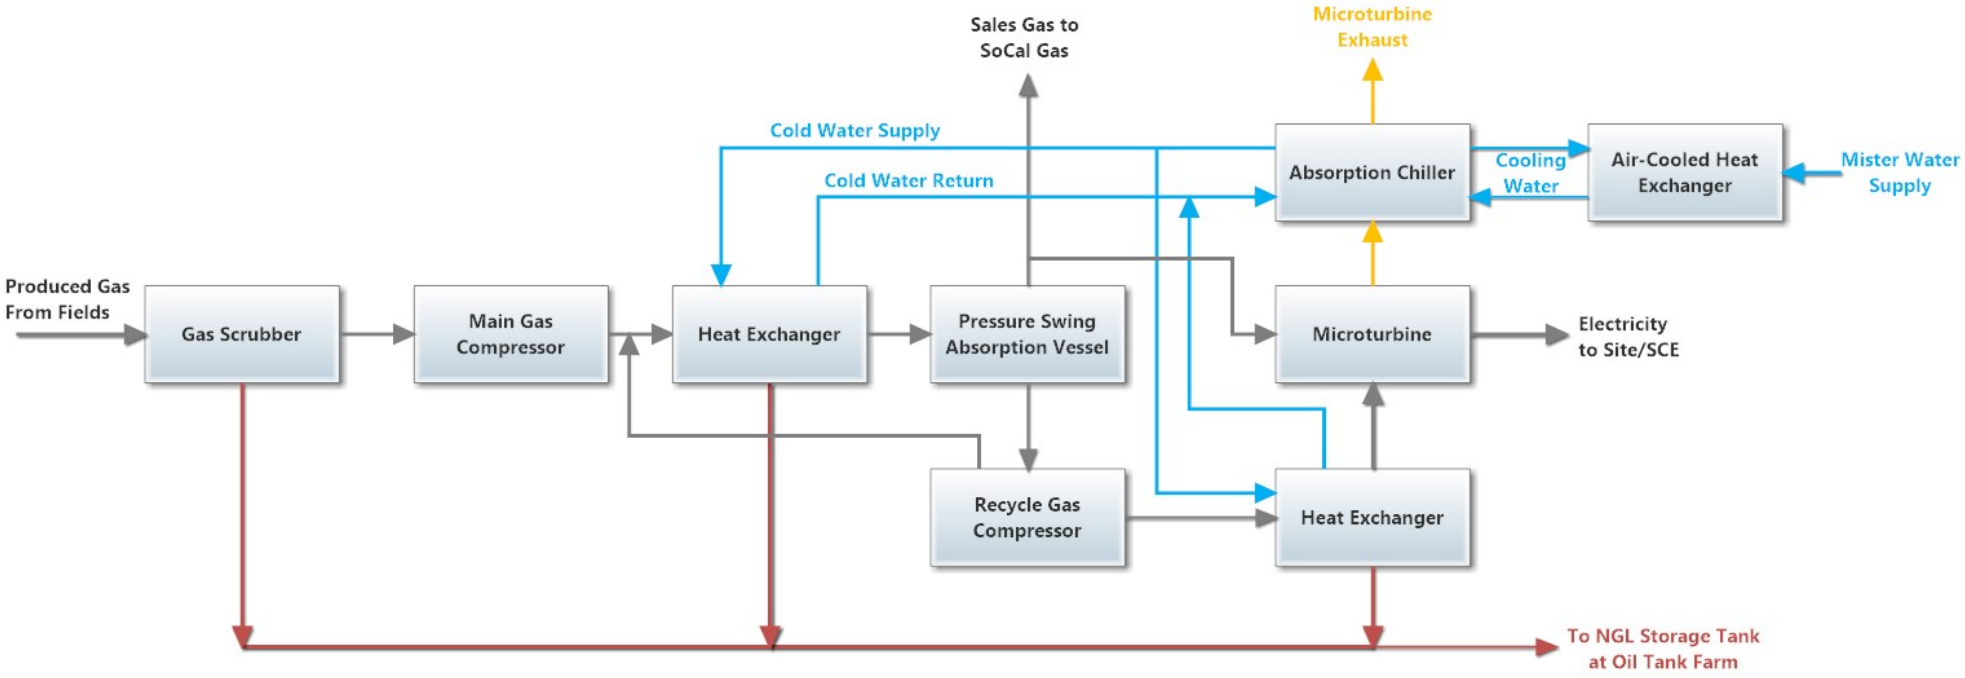 Sales Gas to
SoCal Gas
Microturbine
Exhaust
Cold Water Supply
Cold Water Return
Absorption Chiller
Cooling
Water
Air-Cooled Heat
Exchanger
Mister Water
Supply
Produced Gas
From Fields
Gas Scrubber
Main Gas
Compressor
Heat Exchanger
Pressure Swing
Absorption Vessel
Microturbine
Electricity
to Site/SCE
Recycle Gas
Compressor
Heat Exchanger
To NGL Storage Tank
at Oil Tank Farm